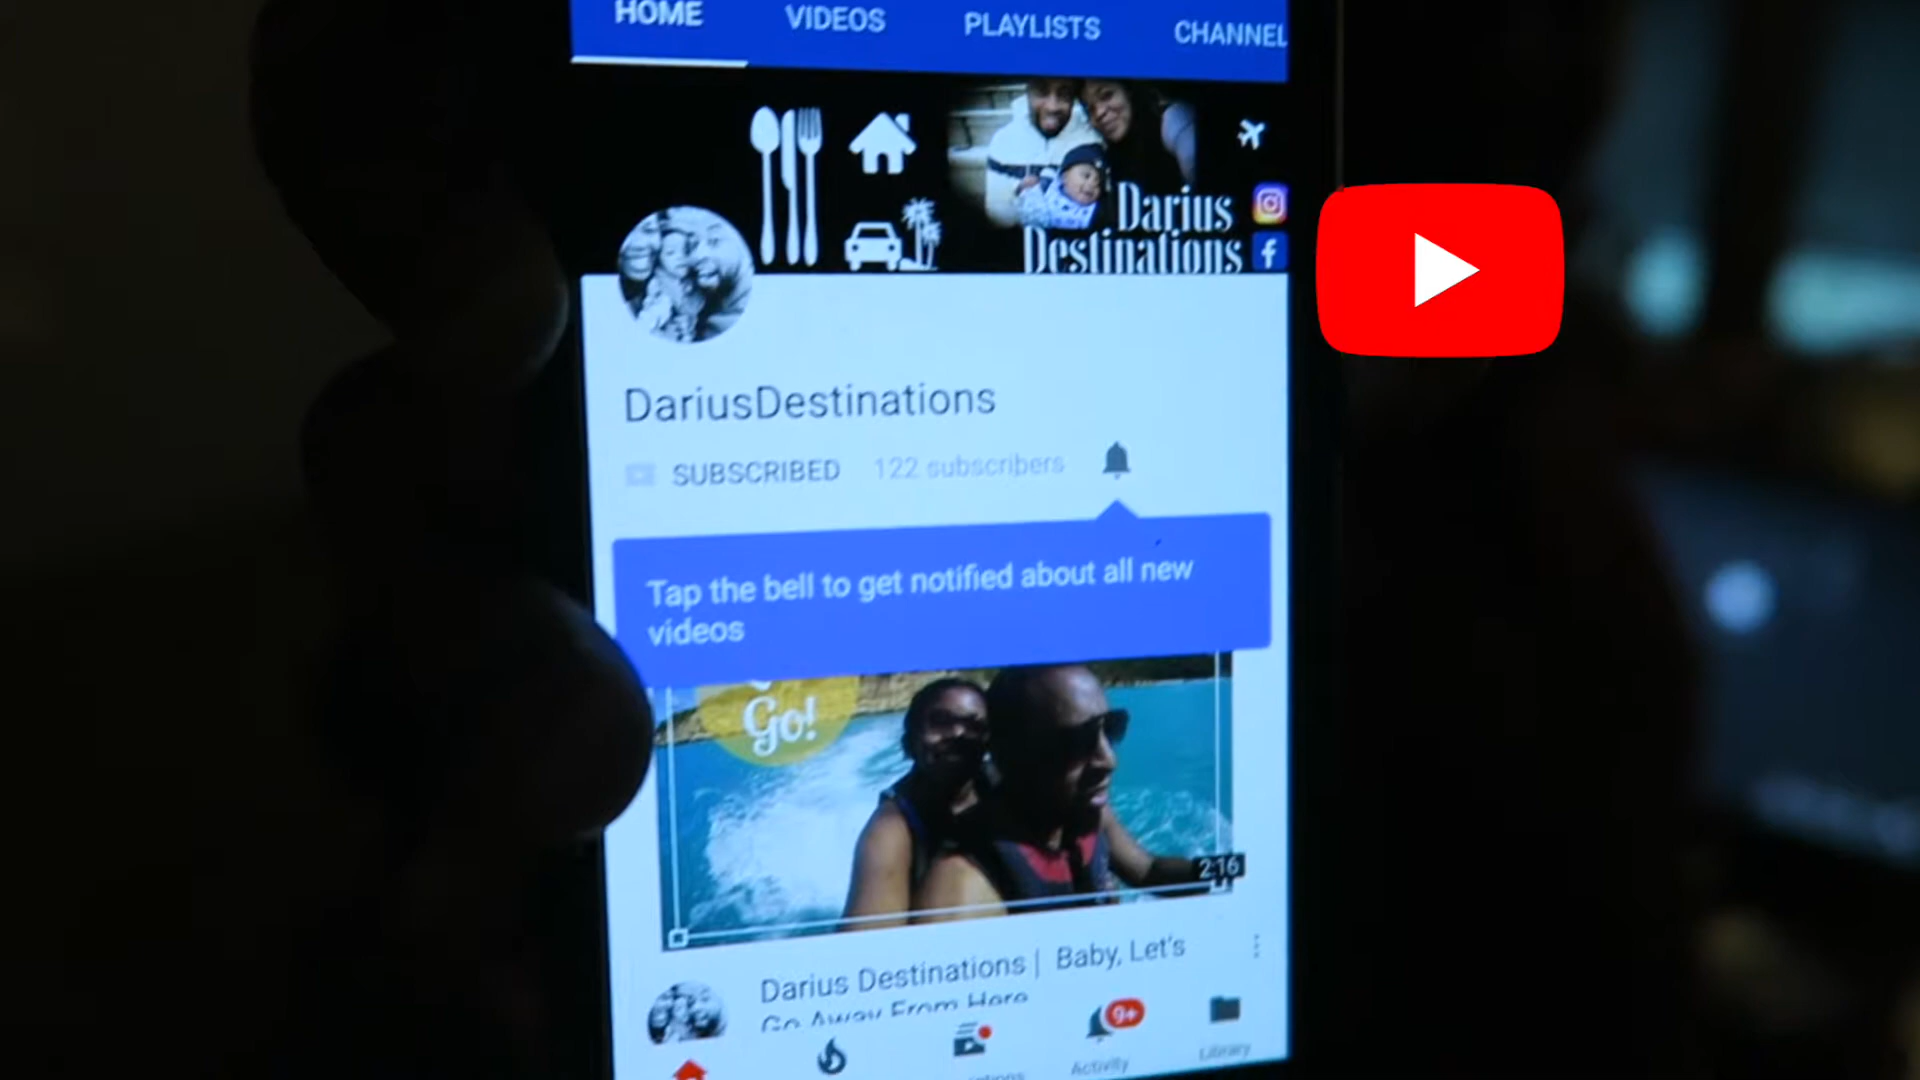 HOME VIDEOS PLAYLISTS CHANNEL
Darius
Destinations
DariusDestinations
SUBSCRIBED 122 subscribers
Tap the bell to get notified about all new
videos
Go!
2:16
Darius Destinations | Baby, Let's
Go Away From Here
9+
Activity Library